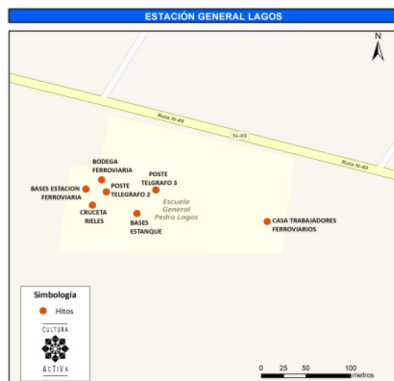 ESTACIÓN GENERAL LAGOS
N
Ruta N-49
N-49
Ruta N-49
BODEGA
FERROVIARIA
POSTE
TELGRAFO 3
BASES ESTACION
FERROVIARIA
POSTE
TELEGRAFO 2
CRUCETA
RIELES
BASES
ESTANQUE
Escuela
General
Pedro Lagos
CASA TRABAJADORES
FERROVIARIOS
Simbología
Hitos
CULTURA
ACTIVA
0 25 50 100
metros